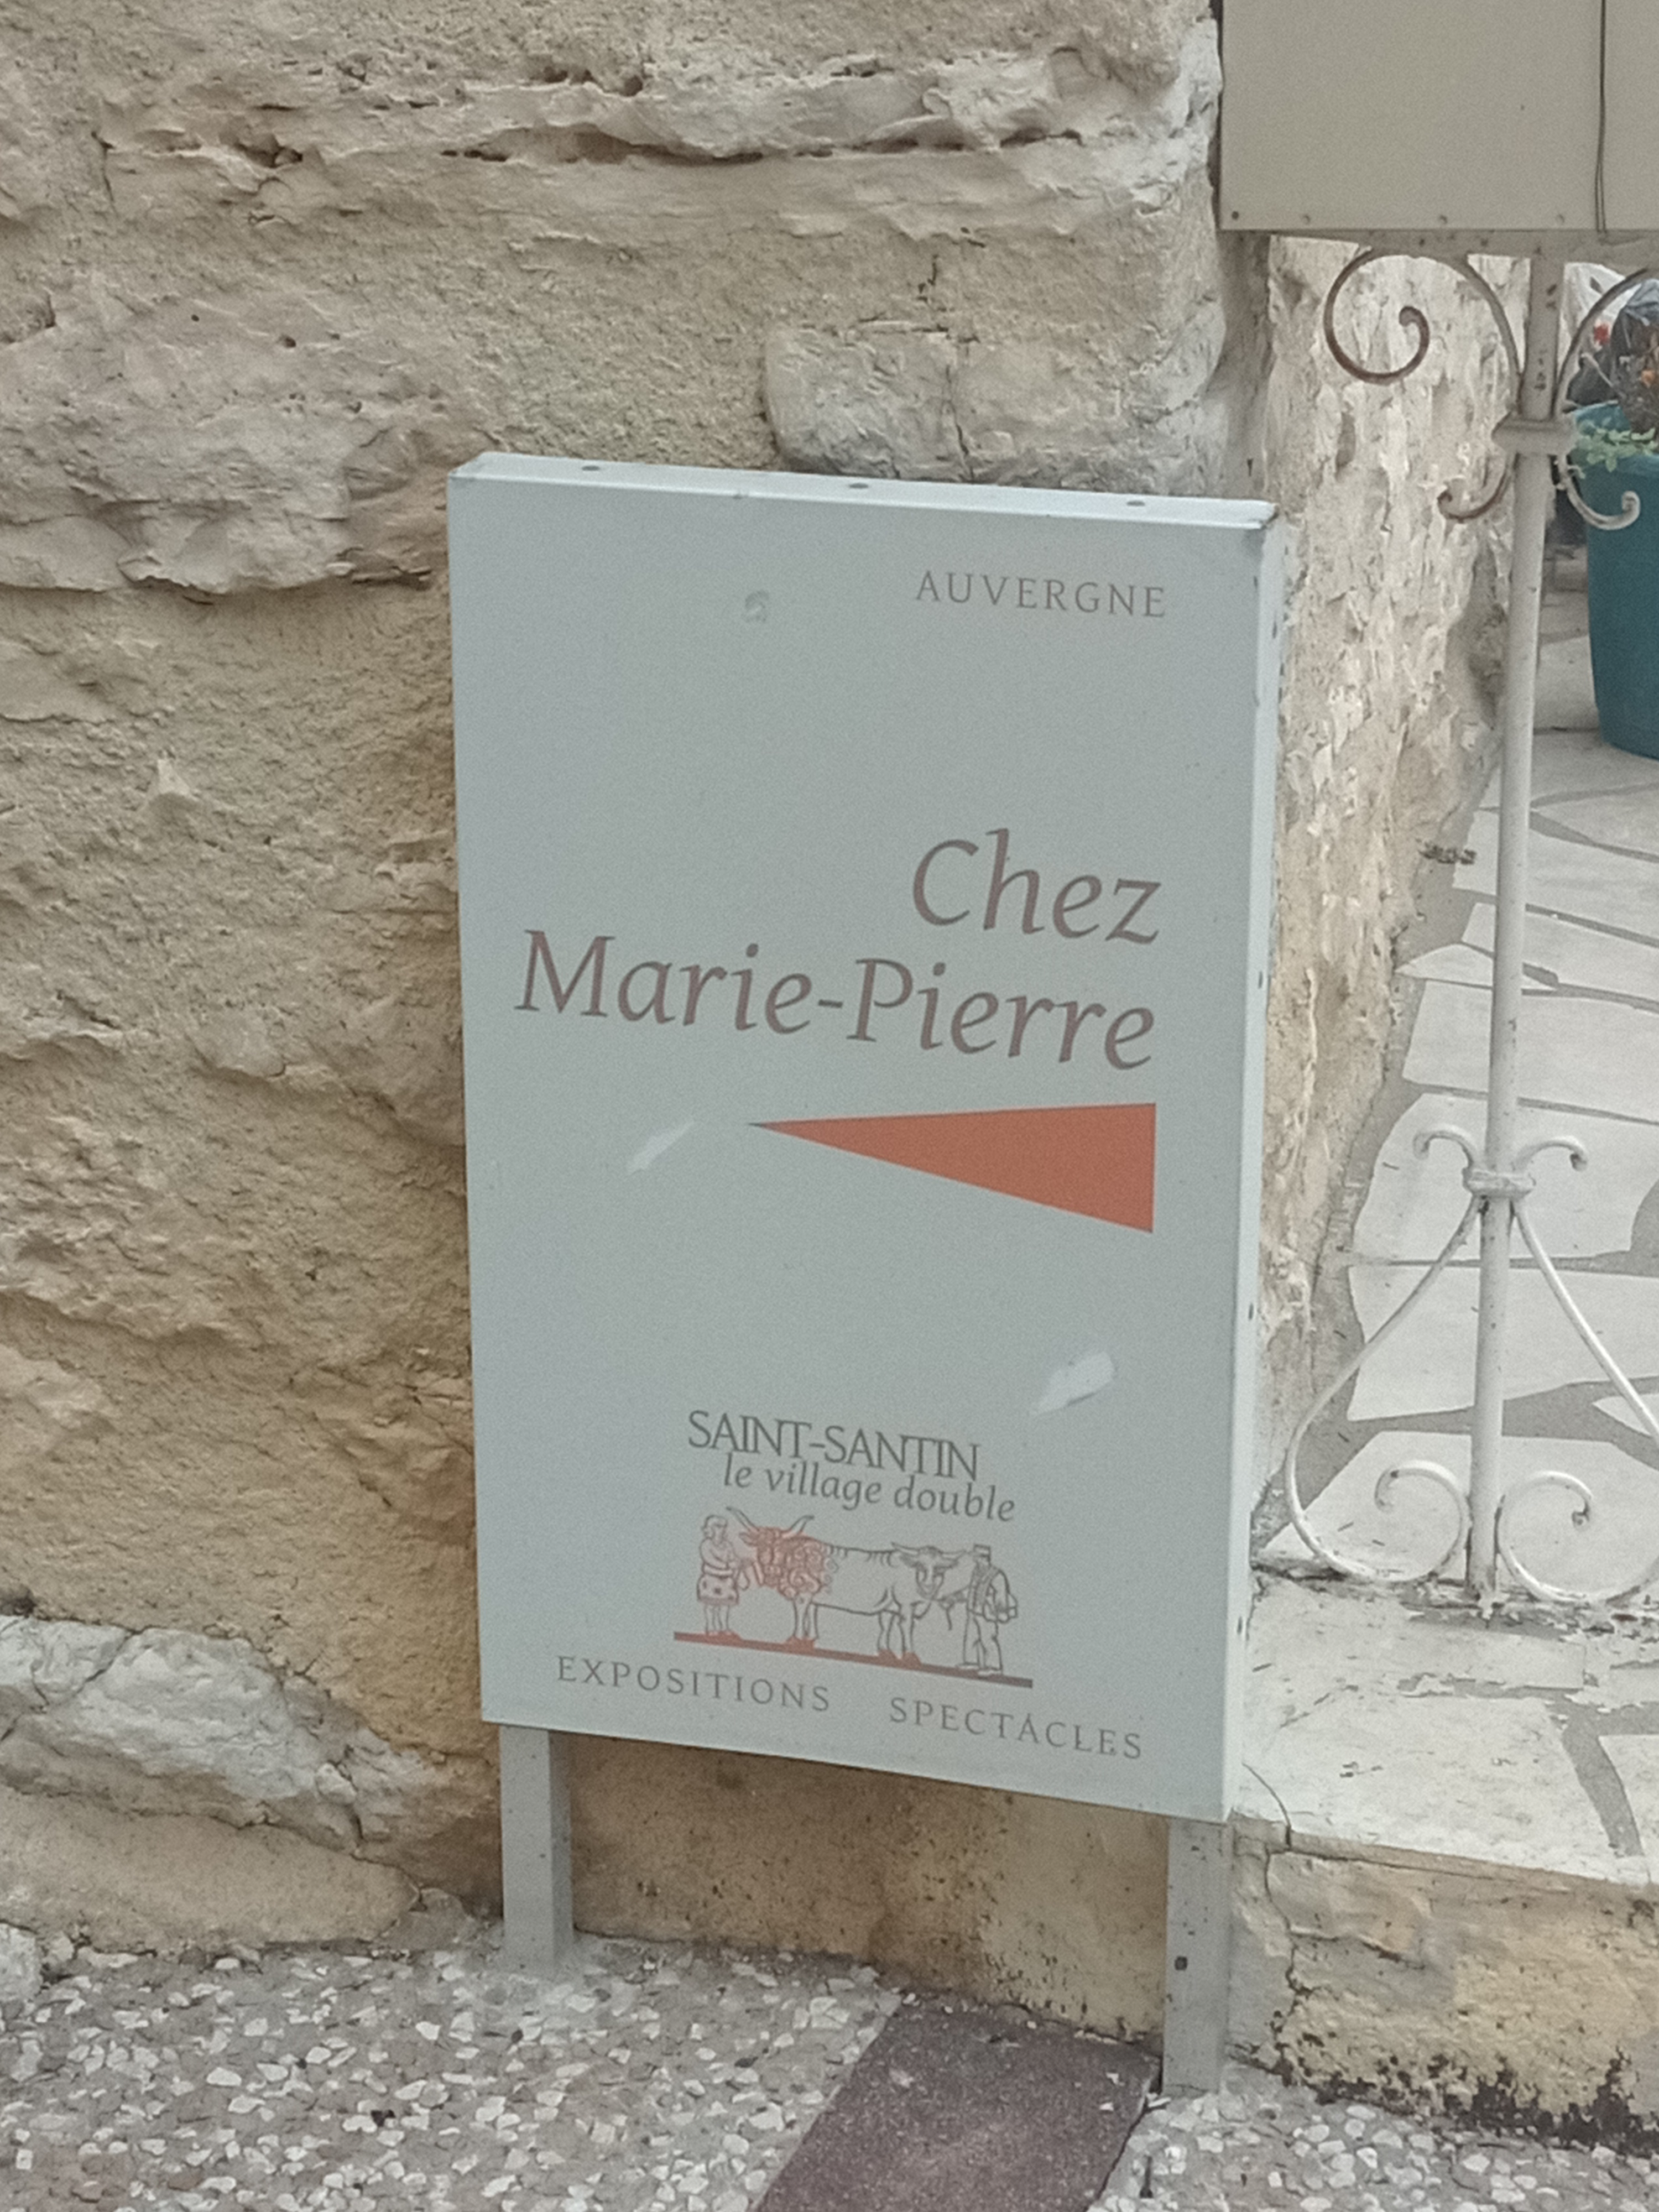 AUVERGNE
Chez
Marie-Pierre
SAINT-SANTIN
le village double
EXPOSITIONS SPECTACLES